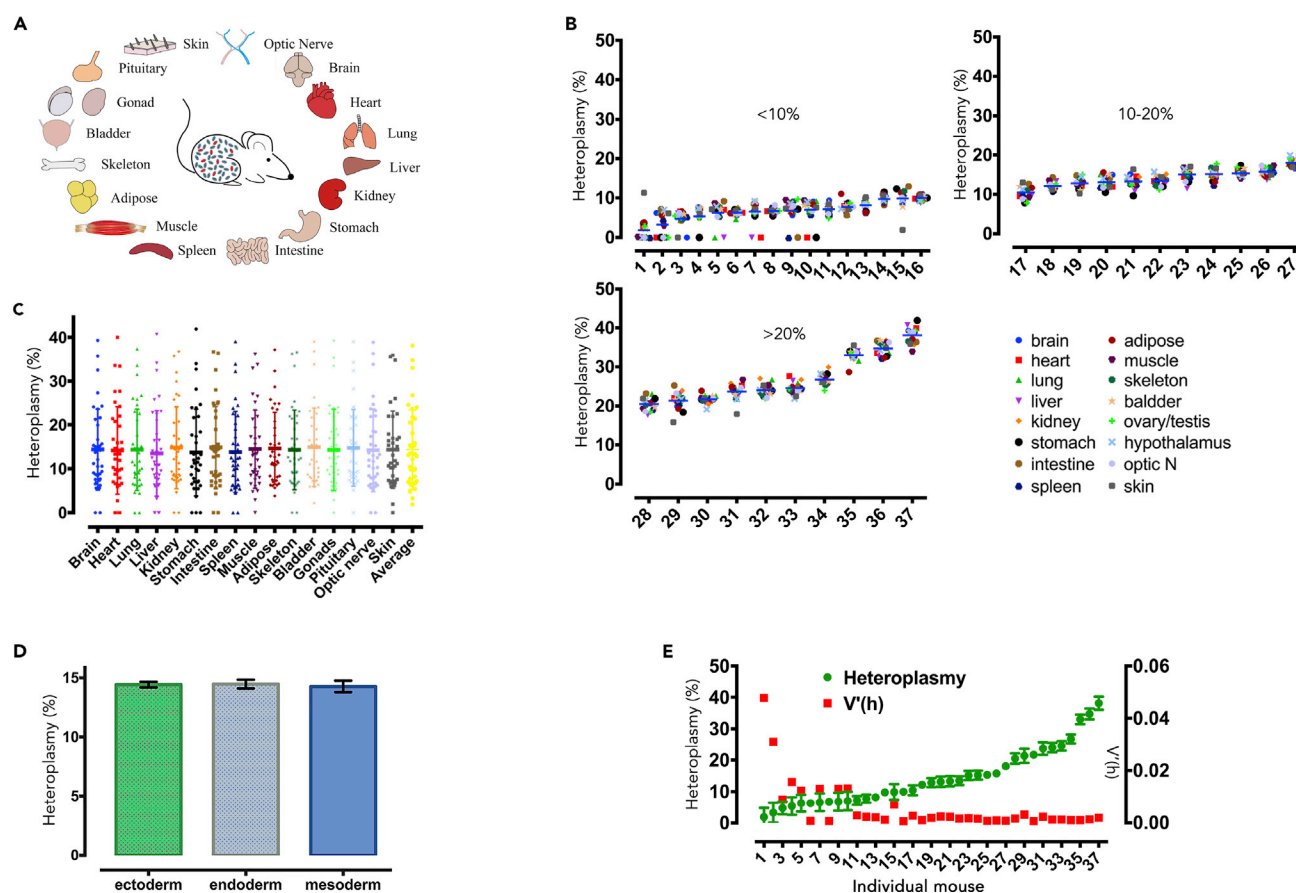 A
Skin
Optic Nerve
Pituitary
Brain
Gonad
Heart
Bladder
Lung
Skeleton
Liver
Adipose
Kidney
Muscle
Stomach
Spleen
Intestine
B
Heteroplasmy (%)
50
40
30
20
10
0
<10%
1
2
3
4
5
6
7
8
9
10
11
12
13
14
15
16
Heteroplasmy (%)
50
40
30
20
10
0
10-20%
17
18
19
20
21
22
23
24
25
26
27
Heteroplasmy (%)
50
40
30
20
10
0
>20%
28
29
30
31
32
33
34
35
36
37
brain
heart
lung
liver
kidney
stomach
intestine
spleen
adipose
muscle
skeleton
baldder
ovary/testis
hypothalamus
optic N
skin
C
Heteroplasmy (%)
40
30
20
10
0
Brain
Heart
Lung
Liver
Kidney
Stomach
Intestine
Spleen
Muscle
Adipose
Skeleton
Bladder
Gonads
Pituitary
Optic nerve
Skin
Average
D
Heteroplasmy (%)
15
10
5
0
ectoderm
endoderm
mesoderm
E
Heteroplasmy (%)
50
40
30
20
10
0
Heteroplasmy
V'(h)
0.06
0.04
0.02
0.00
V'(h)
1
3
5
7
9
11
13
15
17
19
21
23
25
27
29
31
33
35
37
Individual mouse